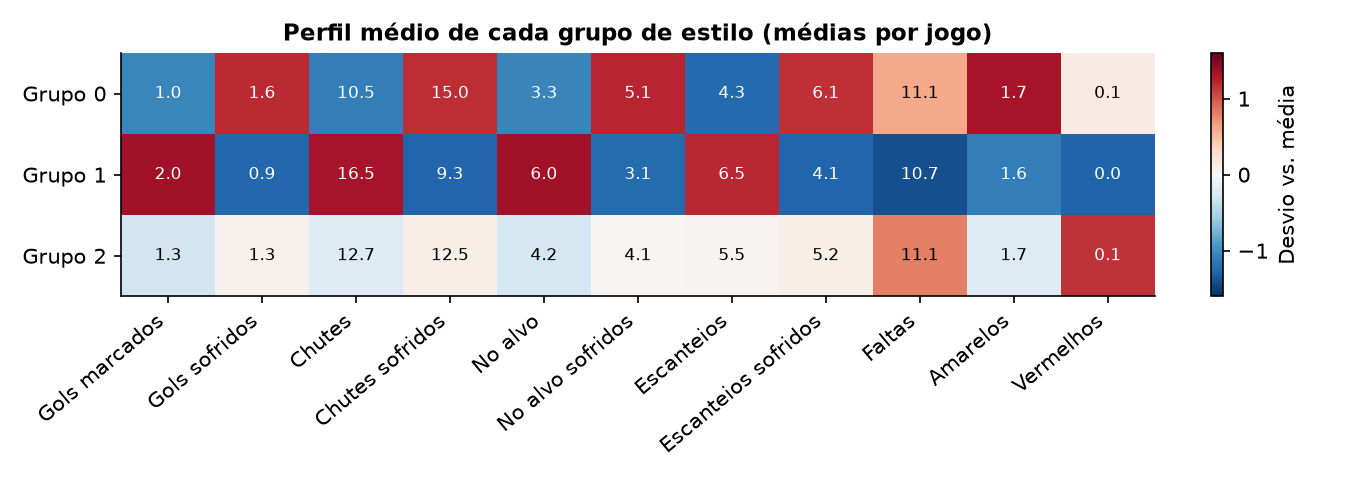 Perfil médio de cada grupo de estilo (médias por jogo)
Grupo 0 1.0 1.6 10.5 15.0 3.3 5.1 4.3 6.1 11.1 1.7 0.1
Grupo 1 2.0 0.9 16.5 9.3 6.0 3.1 6.5 4.1 10.7 1.6 0.0
Grupo 2 1.3 1.3 12.7 12.5 4.2 4.1 5.5 5.2 11.1 1.7 0.1
Gols marcados
Gols sofridos
Chutes
Chutes sofridos
No alvo
No alvo sofridos
Escanteios
Escanteios sofridos
Faltas
Amarelos
Vermelhos
1
0
−1
Desvio vs. média